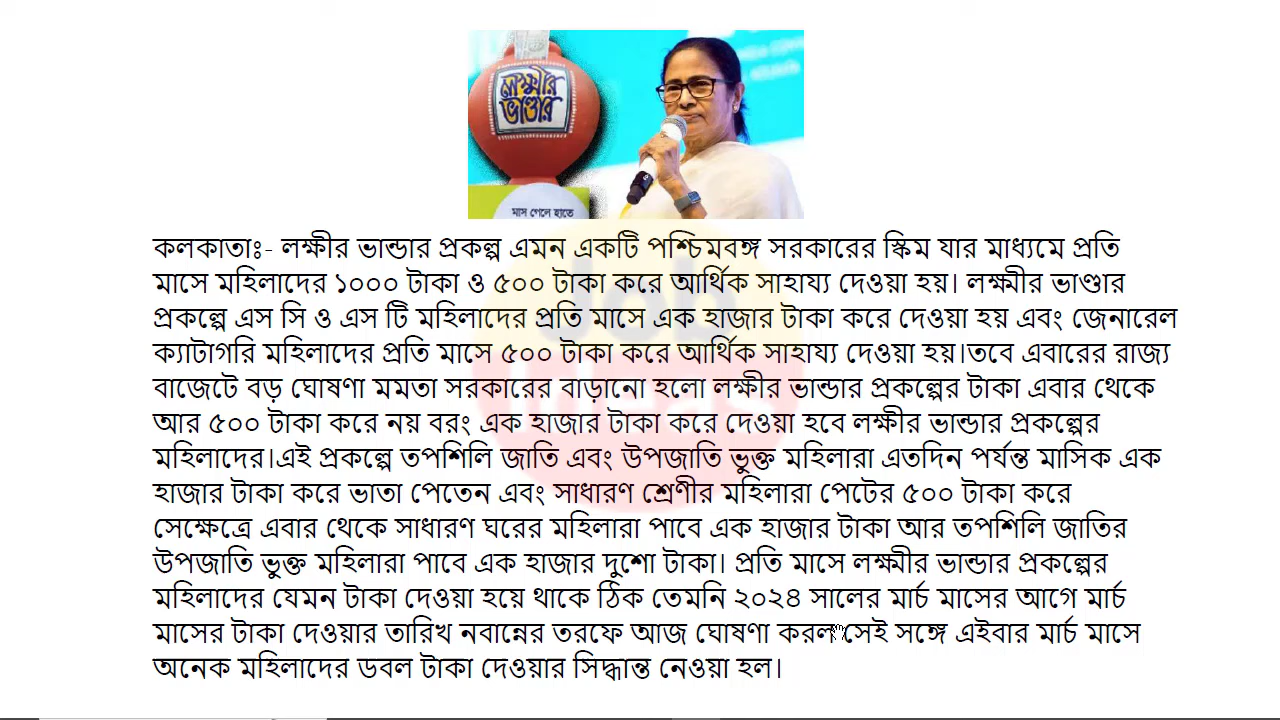 লক্ষ্মীর
ভাণ্ডার
মাস পেলে হাতে
কলকাতাঃ- লক্ষীর ভান্ডার প্রকল্প এমন একটি পশ্চিমবঙ্গ সরকারের স্কিম যার মাধ্যমে প্রতি
মাসে মহিলাদের ১০০০ টাকা ও ৫০০ টাকা করে আর্থিক সাহায্য দেওয়া হয়। লক্ষ্মীর ভাণ্ডার
প্রকল্পে এস সি ও এস টি মহিলাদের প্রতি মাসে এক হাজার টাকা করে দেওয়া হয় এবং জেনারেল
ক্যাটাগরি মহিলাদের প্রতি মাসে ৫০০ টাকা করে আর্থিক সাহায্য দেওয়া হয়।তবে এবারের রাজ্য
বাজেটে বড় ঘোষণা মমতা সরকারের বাড়ানো হলো লক্ষীর ভান্ডার প্রকল্পের টাকা এবার থেকে
আর ৫০০ টাকা করে নয় বরং এক হাজার টাকা করে দেওয়া হবে লক্ষীর ভান্ডার প্রকল্পের
মহিলাদের।এই প্রকল্পে তপশিলি জাতি এবং উপজাতি ভুক্ত মহিলারা এতদিন পর্যন্ত মাসিক এক
হাজার টাকা করে ভাতা পেতেন এবং সাধারণ শ্রেণীর মহিলারা পেটের ৫০০ টাকা করে
সেক্ষেত্রে এবার থেকে সাধারণ ঘরের মহিলারা পাবে এক হাজার টাকা আর তপশিলি জাতির
উপজাতি ভুক্ত মহিলারা পাবে এক হাজার দুশো টাকা। প্রতি মাসে লক্ষ্মীর ভান্ডার প্রকল্পের
মহিলাদের যেমন টাকা দেওয়া হয়ে থাকে ঠিক তেমনি ২০২৪ সালের মার্চ মাসের আগে মার্চ
মাসের টাকা দেওয়ার তারিখ নবান্নের তরফে আজ ঘোষণা করল সেই সঙ্গে এইবার মার্চ মাসে
অনেক মহিলাদের ডবল টাকা দেওয়ার সিদ্ধান্ত নেওয়া হল।
Job
Ideas